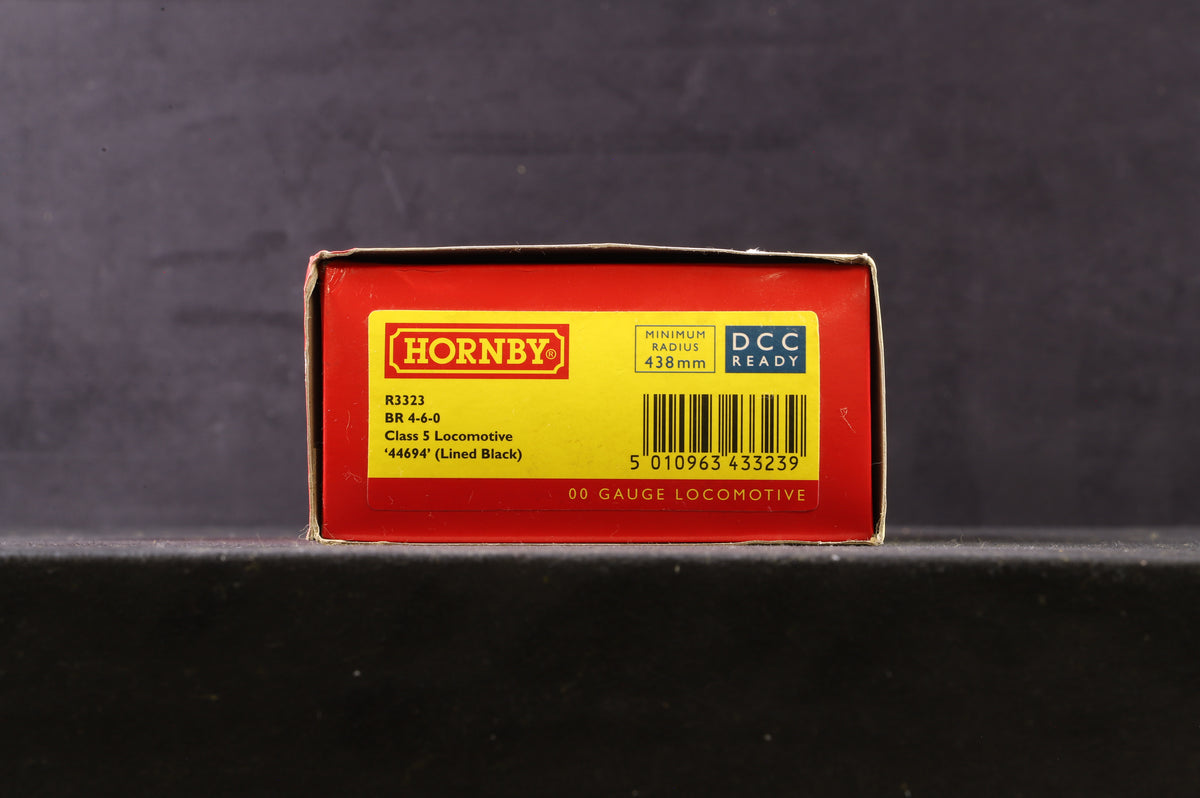 HORNBY®
MINIMUM
RADIUS
438mm
DCC
READY
R3323
BR 4-6-0
Class 5 Locomotive
‘44694’ (Lined Black)
5 010963 433239
00 GAUGE LOCOMOTIVE